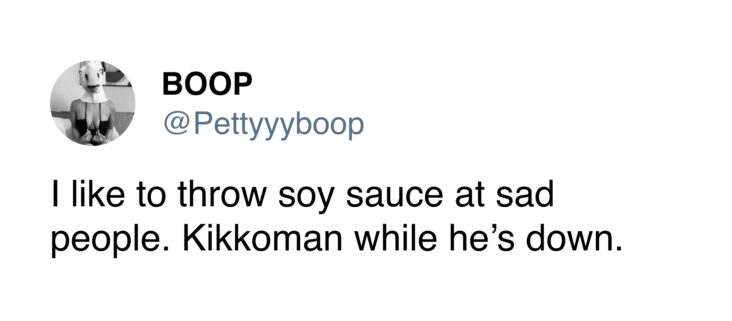 BOOP
@Pettyyyboop
I like to throw soy sauce at sad
people. Kikkoman while he’s down.